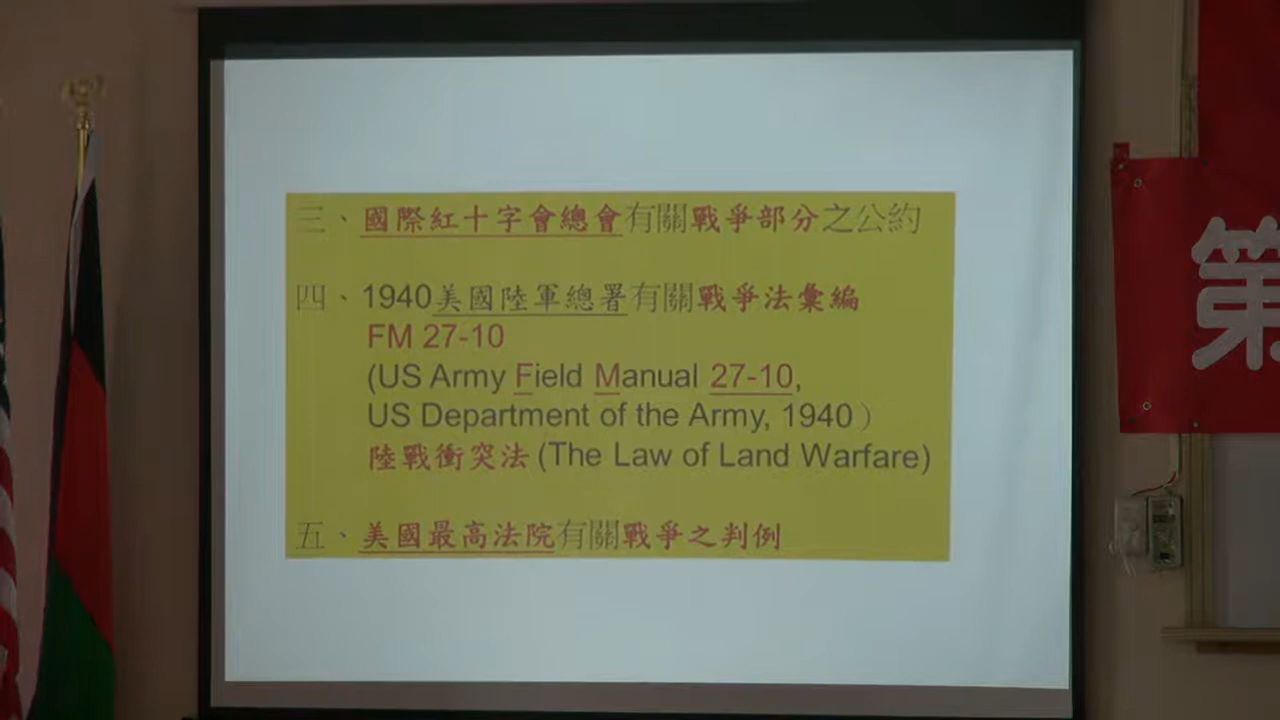 三、國際紅十字會總會有關戰爭部分之公約
四、1940美國陸軍總署有關戰爭法彙編
FM 27-10
(US Army Field Manual 27-10,
US Department of the Army, 1940）
陸戰衝突法 (The Law of Land Warfare)
五、美國最高法院有關戰爭之判例
第